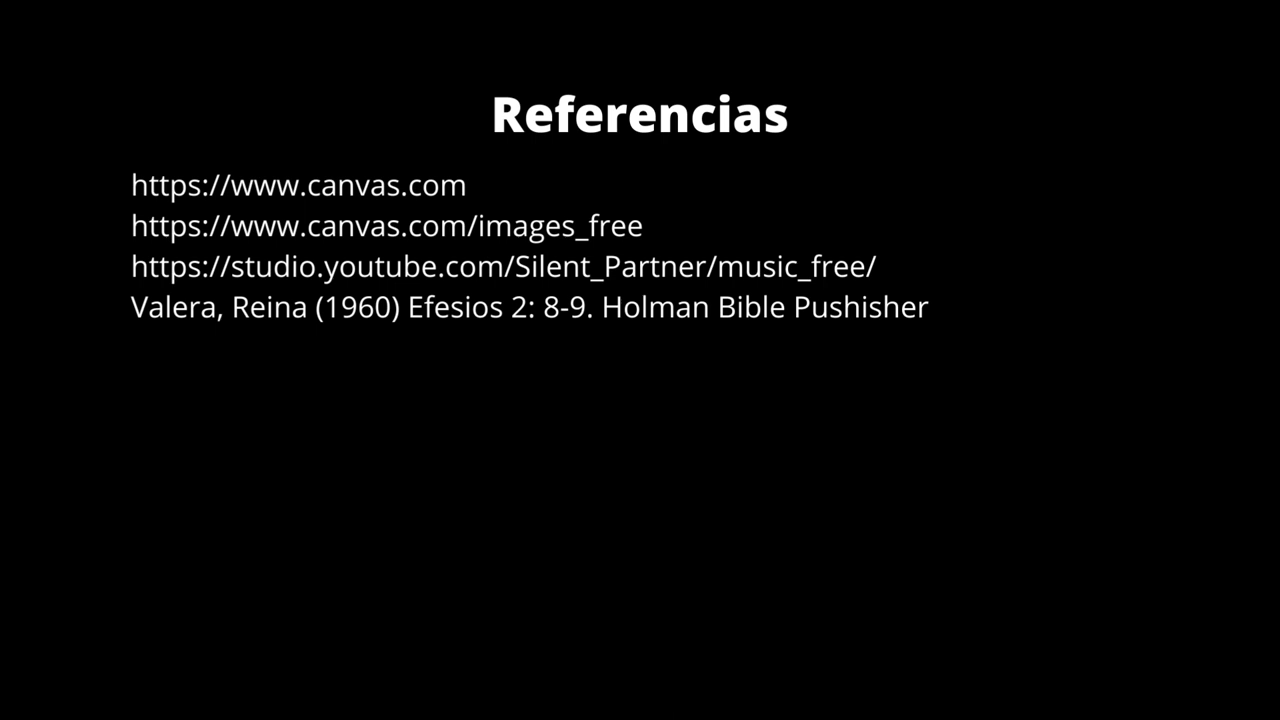 Referencias
https://www.canvas.com
https://www.canvas.com/images_free
https://studio.youtube.com/Silent_Partner/music_free/
Valera, Reina (1960) Efesios 2: 8-9. Holman Bible Pushisher